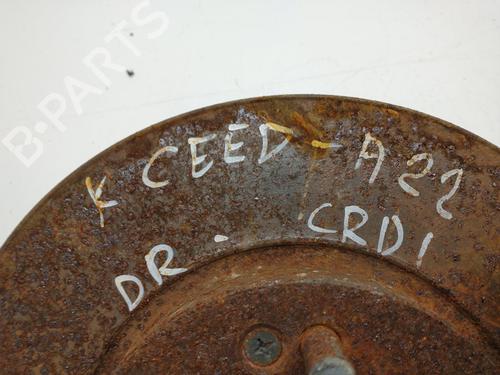 B-PARTS
K CEED - A22
DR. CRDI